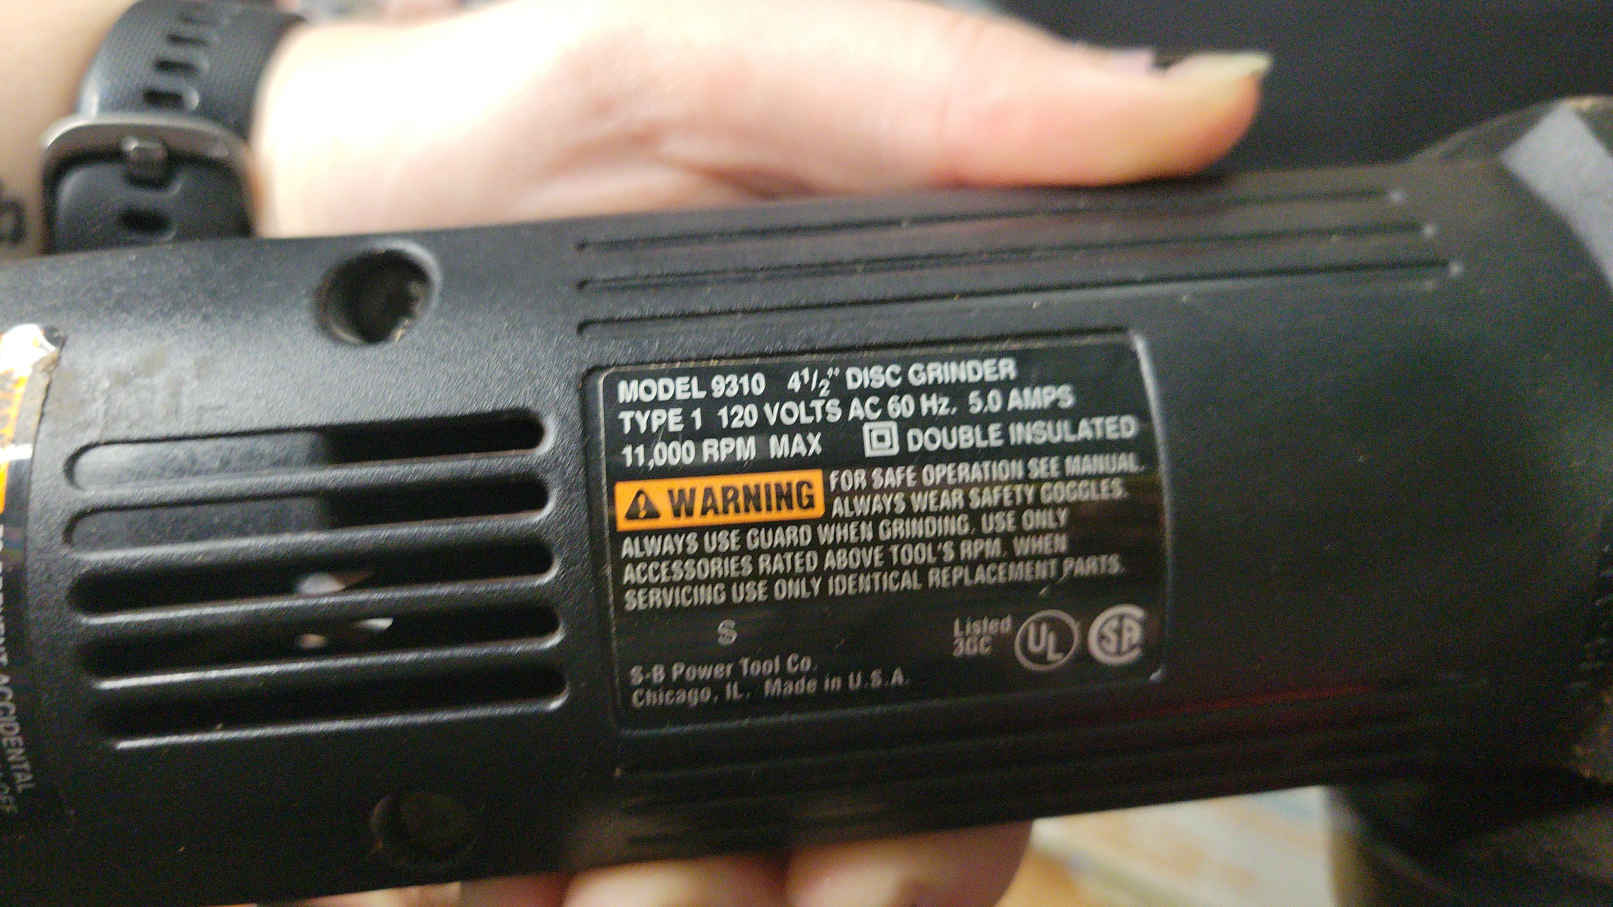 MODEL 9310 4 1/2" DISC GRINDER
TYPE 1 120 VOLTS AC 60 Hz. 5.0 AMPS
11,000 RPM MAX DOUBLE INSULATED
WARNING FOR SAFE OPERATION SEE MANUAL.
ALWAYS WEAR SAFETY GOGGLES.
ALWAYS USE GUARD WHEN GRINDING. USE ONLY
ACCESSORIES RATED ABOVE TOOL'S RPM. WHEN
SERVICING USE ONLY IDENTICAL REPLACEMENT PARTS.
S
Listed
3GC
UL
SA
S-B Power Tool Co.
Chicago, IL. Made in U.S.A.
ACCIDENTAL